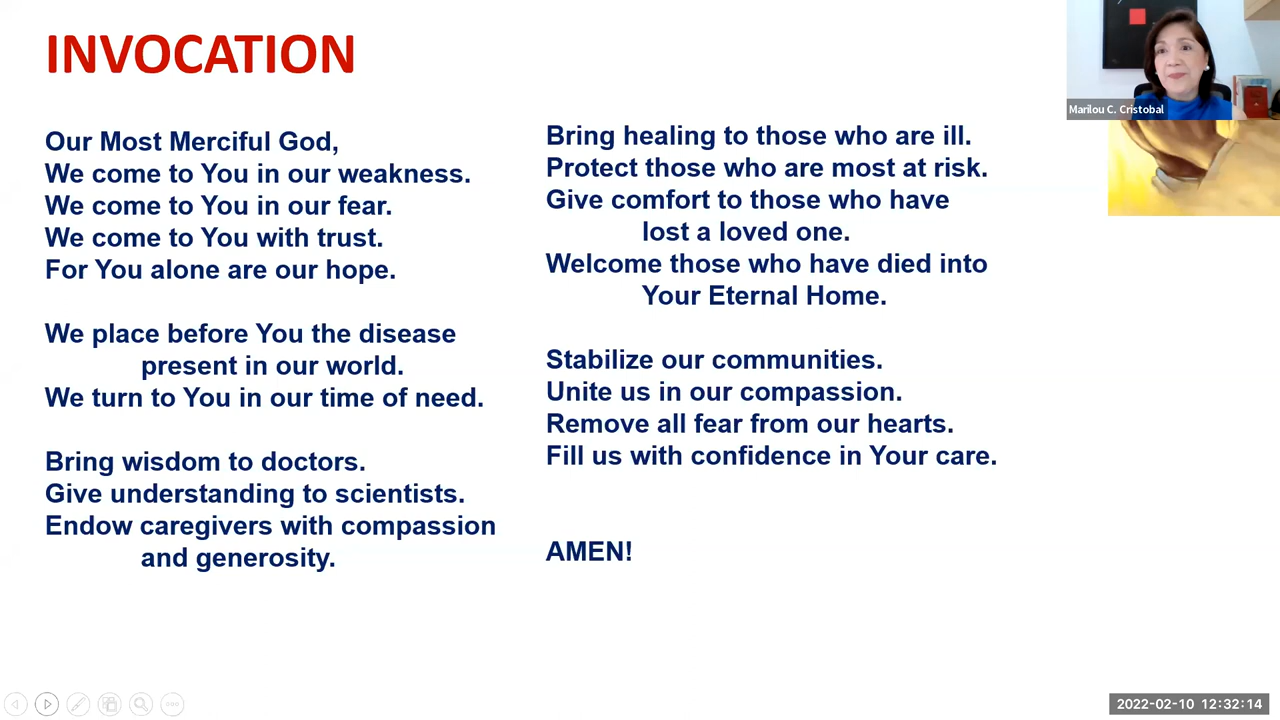 INVOCATION
Our Most Merciful God,
We come to You in our weakness.
We come to You in our fear.
We come to You with trust.
For You alone are our hope.
We place before You the disease
present in our world.
We turn to You in our time of need.
Bring wisdom to doctors.
Give understanding to scientists.
Endow caregivers with compassion
and generosity.
Bring healing to those who are ill.
Protect those who are most at risk.
Give comfort to those who have
lost a loved one.
Welcome those who have died into
Your Eternal Home.
Stabilize our communities.
Unite us in our compassion.
Remove all fear from our hearts.
Fill us with confidence in Your care.
AMEN!
Marilou C. Cristobal
2022-02-10 12:32:14